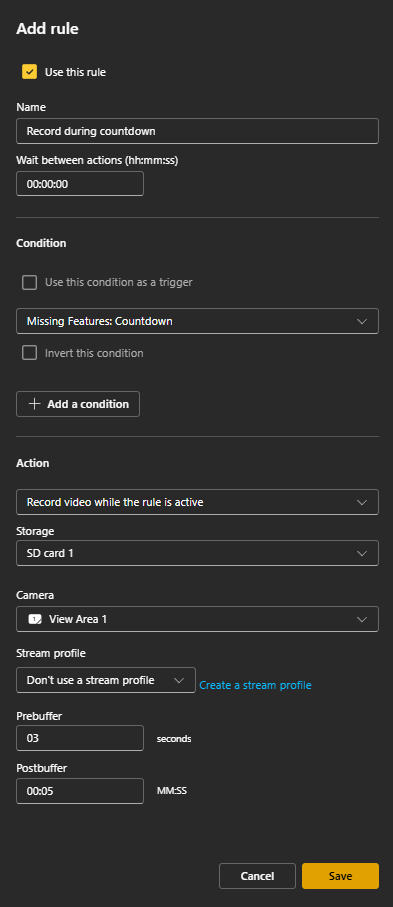 Add rule
Use this rule
Name
Record during countdown
Wait between actions (hh:mm:ss)
00:00:00
Condition
Use this condition as a trigger
Missing Features: Countdown
Invert this condition
Add a condition
Action
Record video while the rule is active
Storage
SD card 1
Camera
1 View Area 1
Stream profile
Don't use a stream profile Create a stream profile
Prebuffer
03 seconds
Postbuffer
00:05 MM:SS
Cancel Save